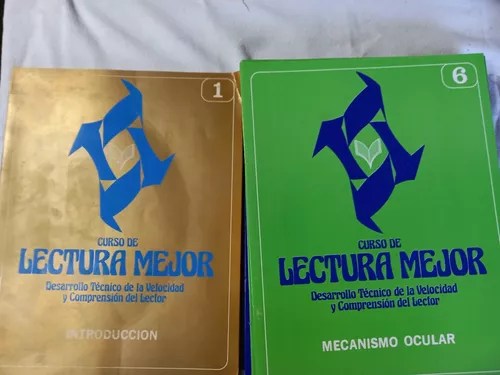 1
CURSO DE
LECTURA MEJOR
Desarrollo Técnico de la Velocidad
y Comprensión del Lector
INTRODUCCION
6
CURSO DE
LECTURA MEJOR
Desarrollo Técnico de la Velocidad
y Comprensión del Lector
MECANISMO OCULAR